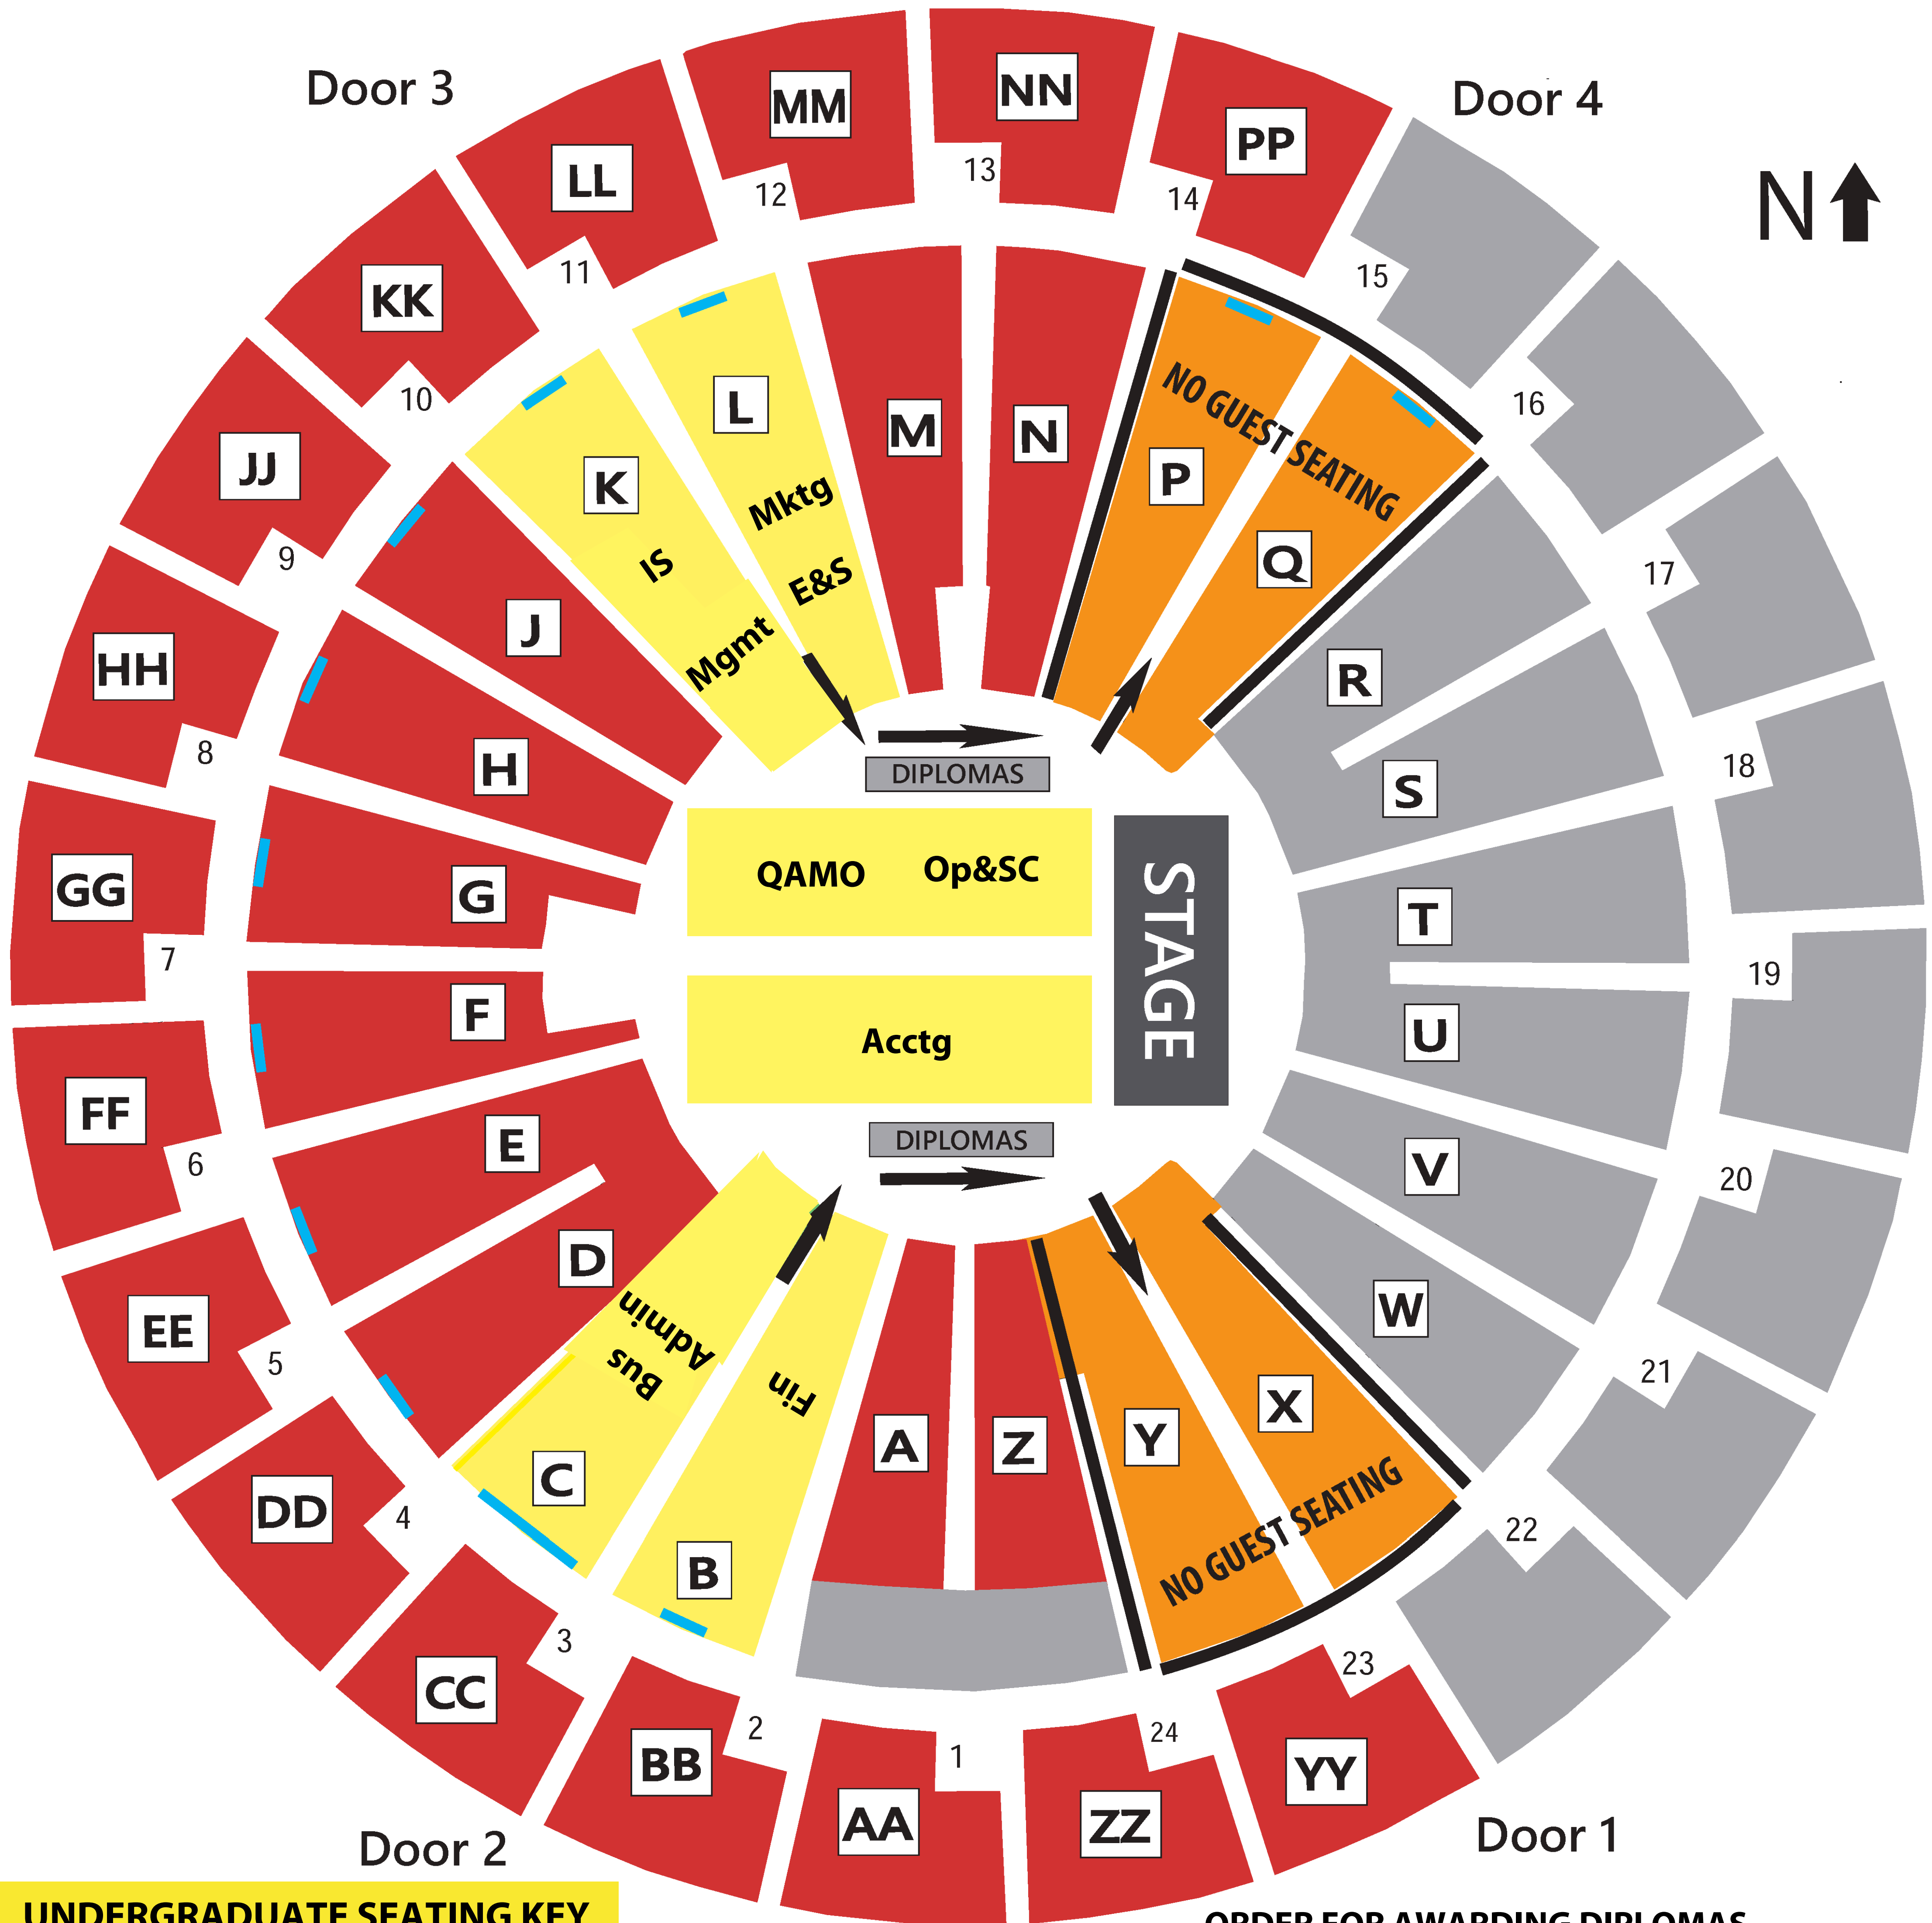 Door 3
Door 4
N
MM
NN
PP
LL
KK
JJ
HH
GG
FF
EE
DD
CC
BB
AA
ZZ
YY
12
13
14
11
15
10
16
9
17
8
18
7
19
6
20
5
21
4
22
3
23
2
24
1
L
M
N
P
K
Q
J
R
H
S
G
T
F
U
E
V
D
W
C
X
B
A
Z
Y
NO GUEST SEATING
Mktg
E&S
IS
Mgmt
DIPLOMAS
QAMO
Op&SC
STAGE
Acctg
DIPLOMAS
Bus
Admin
Fin
NO GUEST SEATING
Door 2
Door 1
UNDERGRADUATE SEATING KEY
ORDER FOR AWARDING DIPLOMAS